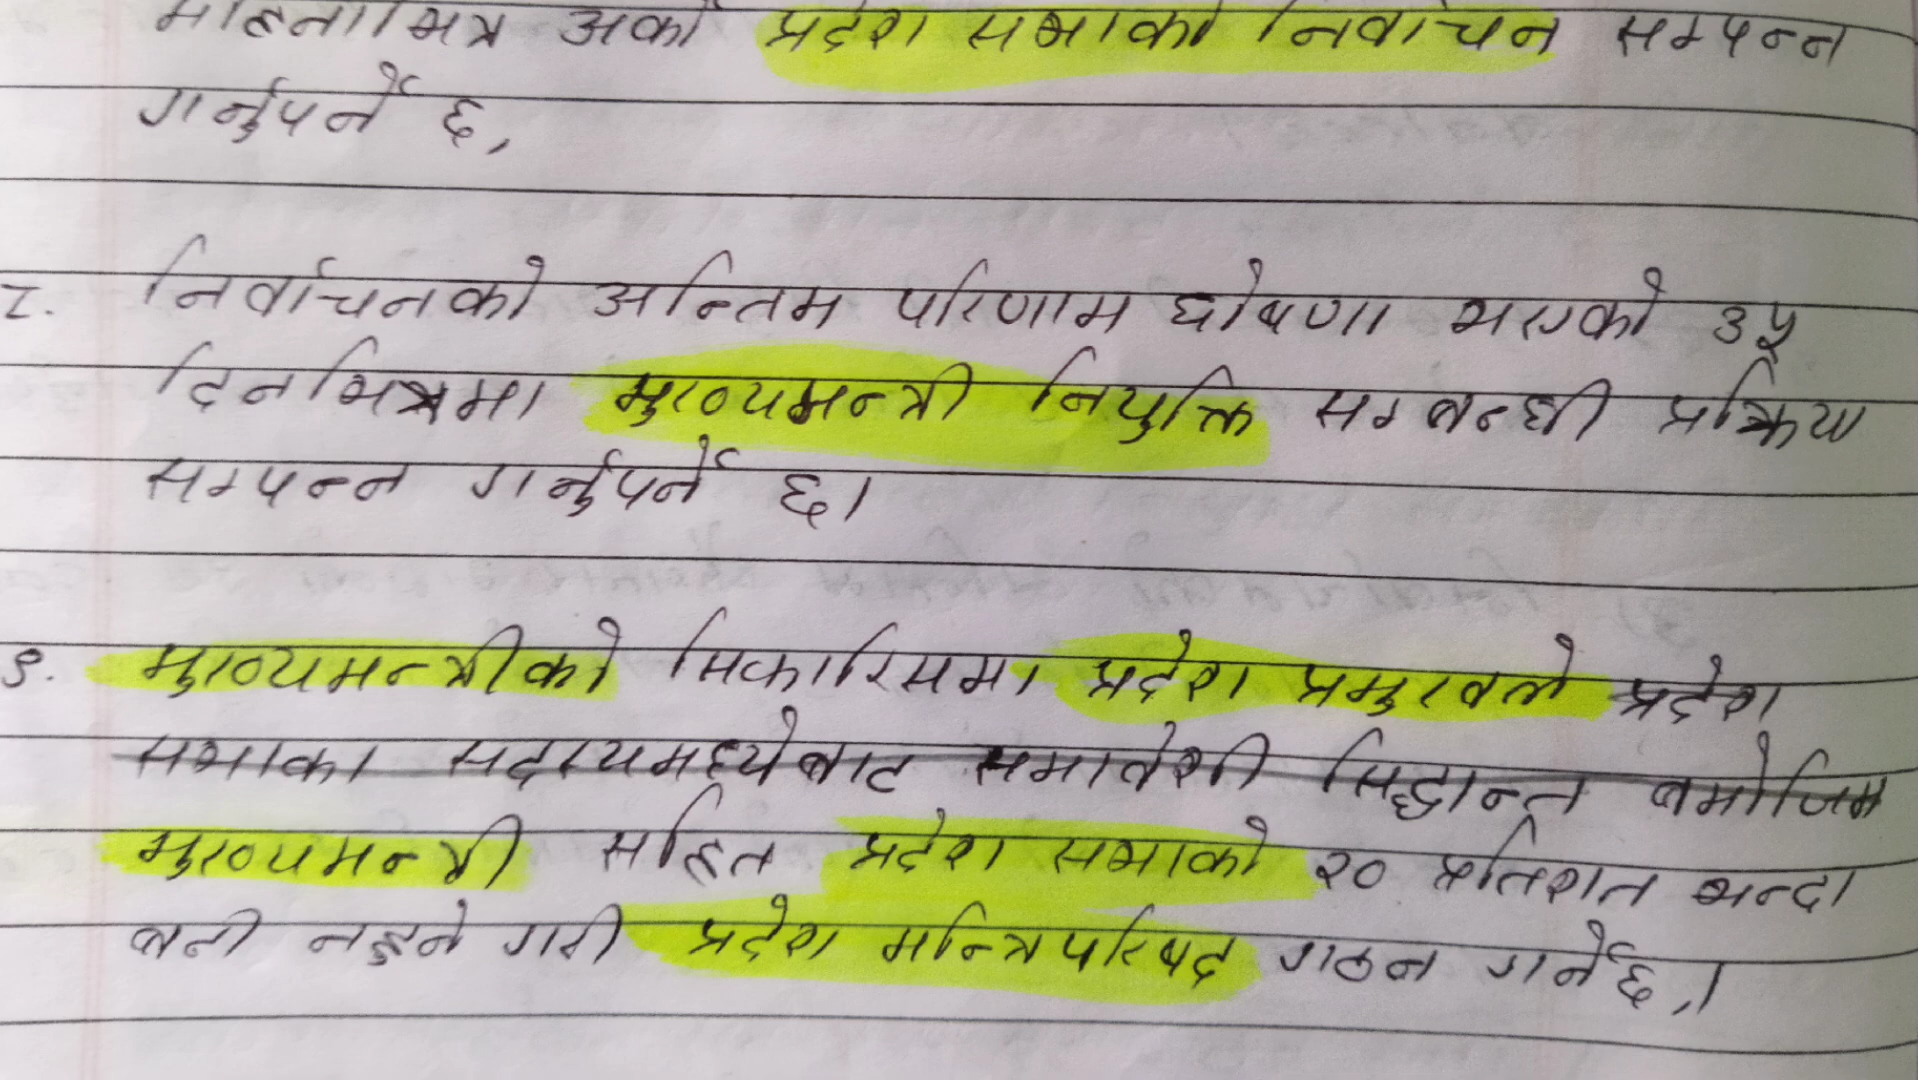 महिनाभित्र अर्को प्रदेश सभाको निर्वाचन सम्पन्न
गर्नुपर्ने छ,
८. निर्वाचनको अन्तिम परिणाम घोषणा भएको ३५
दिनभित्रमा मुख्यमन्त्री नियुक्ति सम्बन्धी प्रक्रिया
सम्पन्न गर्नुपर्ने छ।
९. मुख्यमन्त्रीको सिफारिसमा प्रदेश प्रमुखले प्रदेश
सभाका सदस्यमध्येबाट समावेशी सिद्धान्त बमोजिम
मुख्यमन्त्री सहित प्रदेश सभाको २० प्रतिशत भन्दा
बढी नहुने गरी प्रदेश मन्त्रिपरिषद गठन गर्नेछ,।